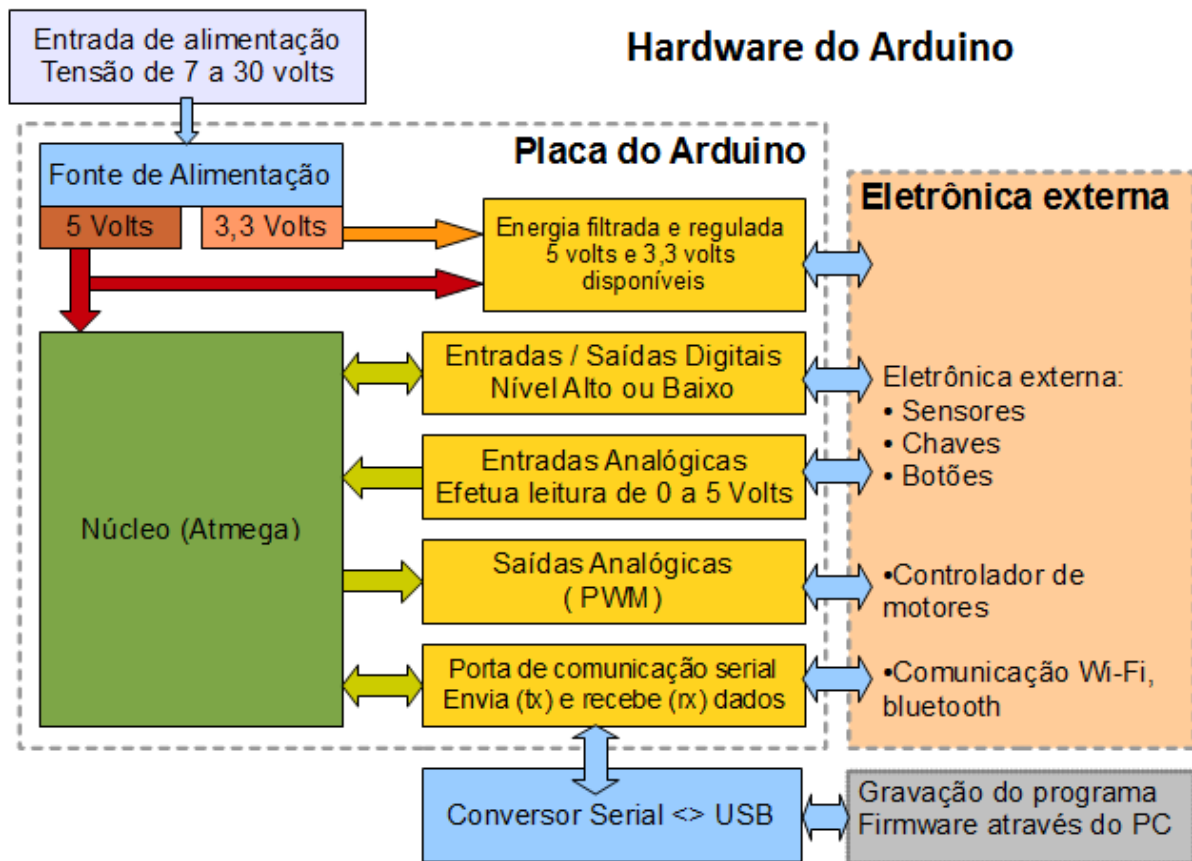 Entrada de alimentação
Tensão de 7 a 30 volts
Hardware do Arduino
Placa do Arduino
Fonte de Alimentação
5 Volts
3,3 Volts
Energia filtrada e regulada
5 volts e 3,3 volts
disponíveis
Eletrônica externa
Núcleo (Atmega)
Entradas / Saídas Digitais
Nível Alto ou Baixo
Entradas Analógicas
Efetua leitura de 0 a 5 Volts
Saídas Analógicas
( PWM)
Porta de comunicação serial
Envia (tx) e recebe (rx) dados
Eletrônica externa:
• Sensores
• Chaves
• Botões
•Controlador de
motores
•Comunicação Wi-Fi,
bluetooth
Conversor Serial <> USB
Gravação do programa
Firmware através do PC